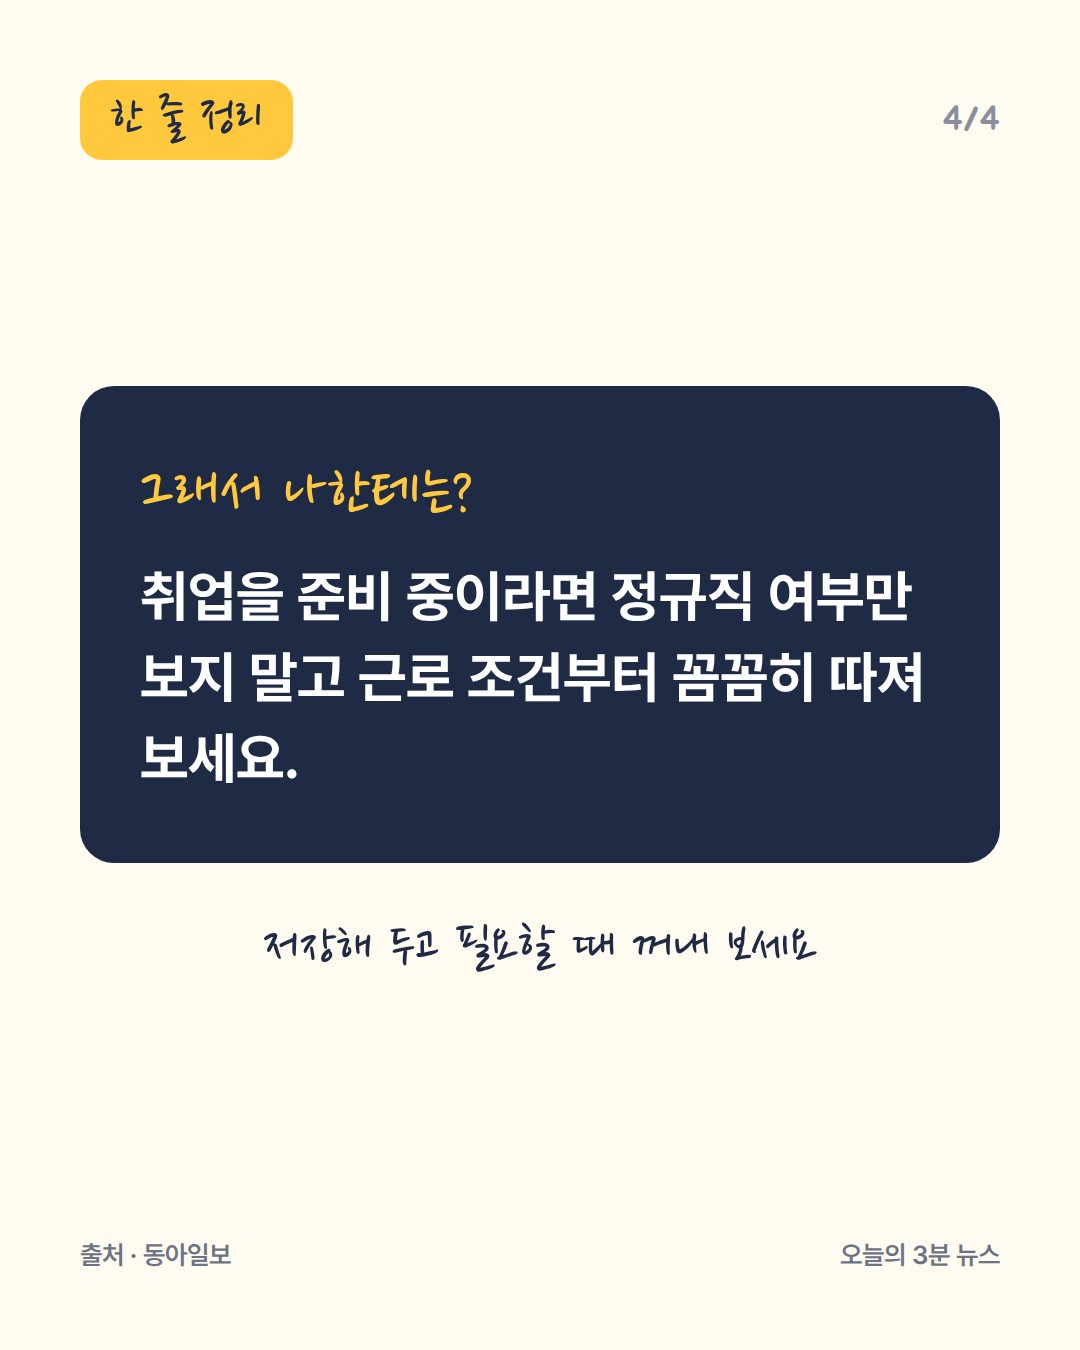 한 줄 정리
4/4
그래서 나한테는?
취업을 준비 중이라면 정규직 여부만
보지 말고 근로 조건부터 꼼꼼히 따져
보세요.
저장해 두고 필요할 때 꺼내 보세요
출처 · 동아일보
오늘의 3분 뉴스